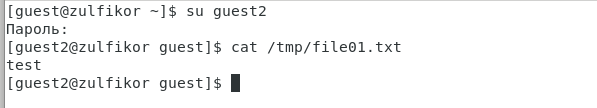 [guest@zulfikor ~]$ su guest2
Пароль:
[guest2@zulfikor guest]$ cat /tmp/file01.txt
test
[guest2@zulfikor guest]$